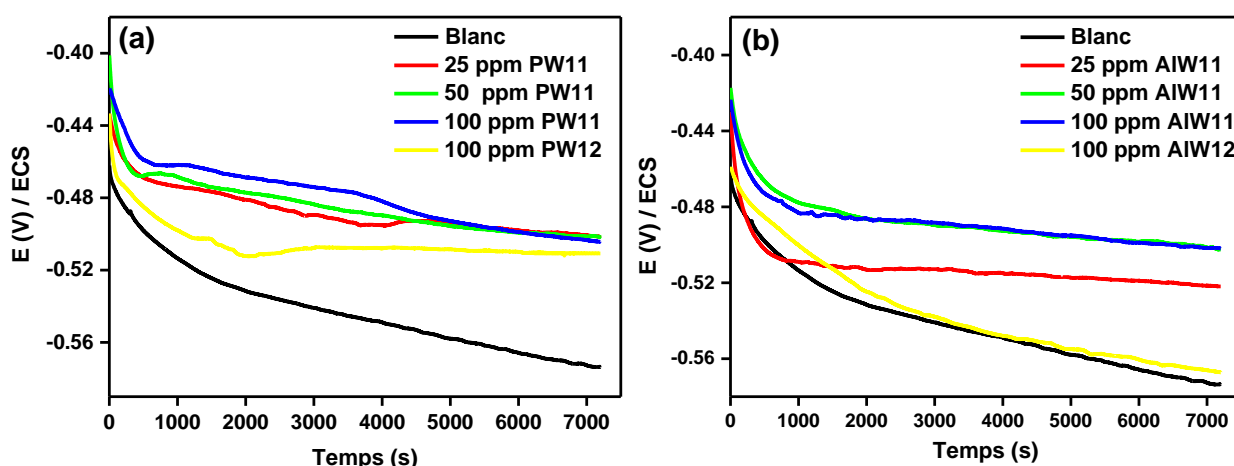 (a)
Blanc
25 ppm PW11
50 ppm PW11
100 ppm PW11
100 ppm PW12
E (V) / ECS
-0.40
-0.44
-0.48
-0.52
-0.56
0 1000 2000 3000 4000 5000 6000 7000
Temps (s)
(b)
Blanc
25 ppm AlW11
50 ppm AlW11
100 ppm AlW11
100 ppm AlW12
E (V) / ECS
-0.40
-0.44
-0.48
-0.52
-0.56
0 1000 2000 3000 4000 5000 6000 7000
Temps (s)